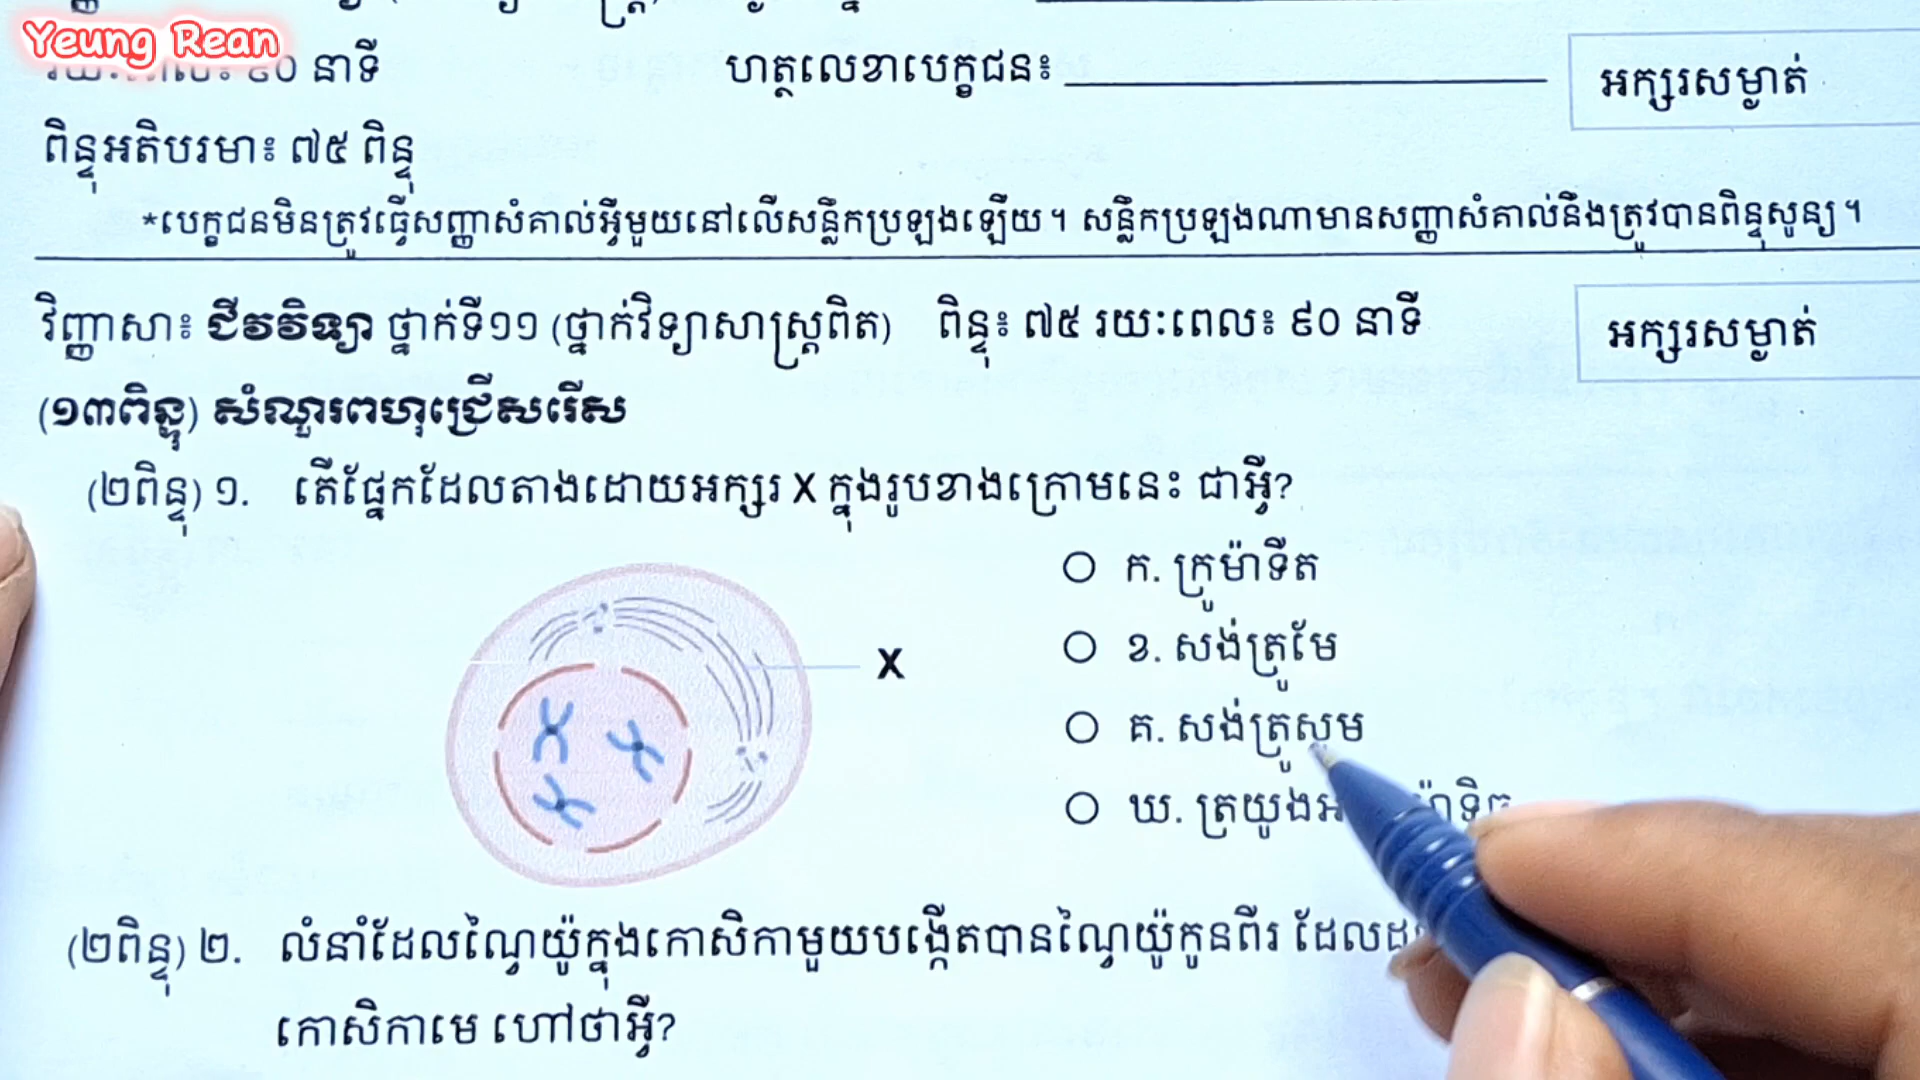 Yeung Rean
៩០ នាទី
ហត្ថលេខាបេក្ខជន៖
អក្សរសម្ងាត់
ពិន្ទុអតិបរមា៖ ៧៥ ពិន្ទុ
*បេក្ខជនមិនត្រូវធ្វើសញ្ញាសំគាល់អ្វីមួយនៅលើសន្លឹកប្រឡងឡើយ។ សន្លឹកប្រឡងណាមានសញ្ញាសំគាល់នឹងត្រូវបានពិន្ទុសូន្យ។
វិញ្ញាសា៖ ជីវវិទ្យា ថ្នាក់ទី១១ (ថ្នាក់វិទ្យាសាស្ត្រពិត) ពិន្ទុ៖ ៧៥ រយៈពេល៖ ៩០ នាទី
អក្សរសម្ងាត់
(១៣ពិន្ទុ) សំណួរពហុជ្រើសរើស
(២ពិន្ទុ) ១. តើផ្នែកដែលតាងដោយអក្សរ X ក្នុងរូបខាងក្រោមនេះ ជាអ្វី?
X
ក. ក្រូម៉ាទីត
ខ. សង់ត្រូមែ
គ. សង់ត្រូសូម
ឃ.
(២ពិន្ទុ) ២. លំនាំដែលណ្វៃយ៉ូក្នុងកោសិកាមួយបង្កើតបានណ្វៃយ៉ូកូនពីរ
កោសិកាមេ ហៅថាអ្វី?